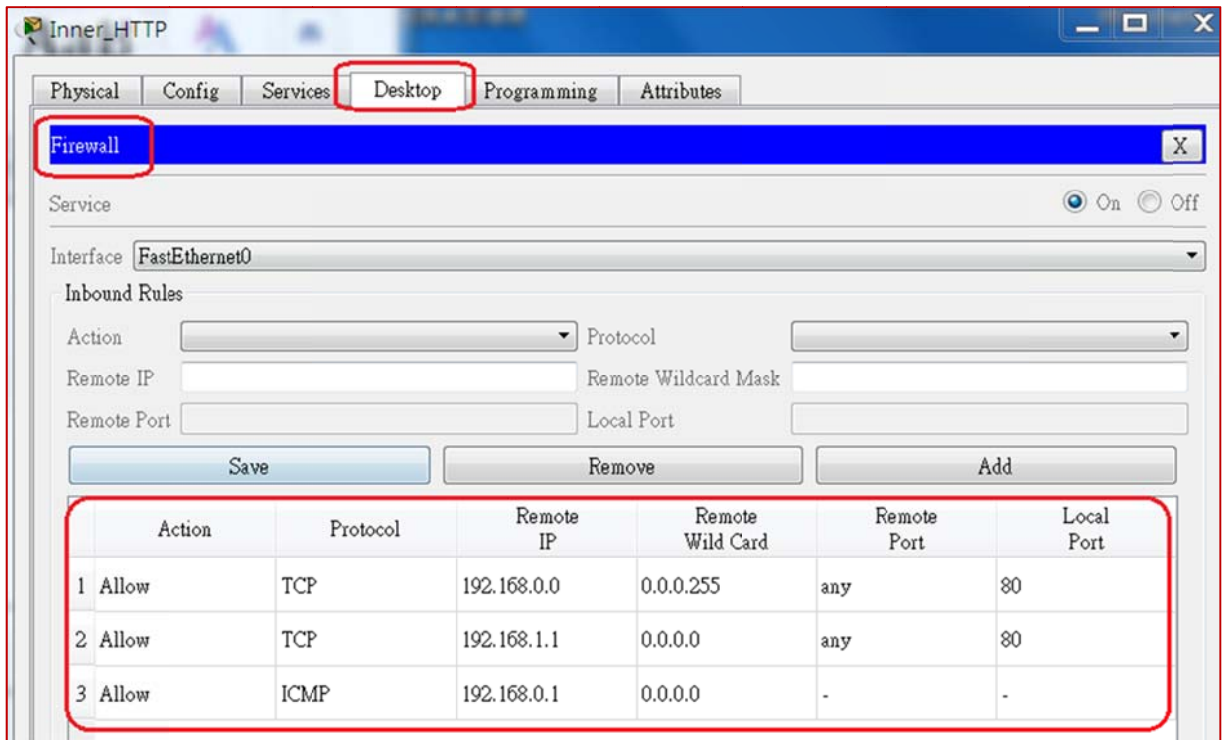 Inner_HTTP
Physical Config Services Desktop Programming Attributes
Firewall X
Service On Off
Interface FastEthernet0
Inbound Rules
Action Protocol
Remote IP Remote Wildcard Mask
Remote Port Local Port
Save Remove Add
Action Protocol Remote IP Remote Wild Card Remote Port Local Port
1 Allow TCP 192.168.0.0 0.0.0.255 any 80
2 Allow TCP 192.168.1.1 0.0.0.0 any 80
3 Allow ICMP 192.168.0.1 0.0.0.0 - -